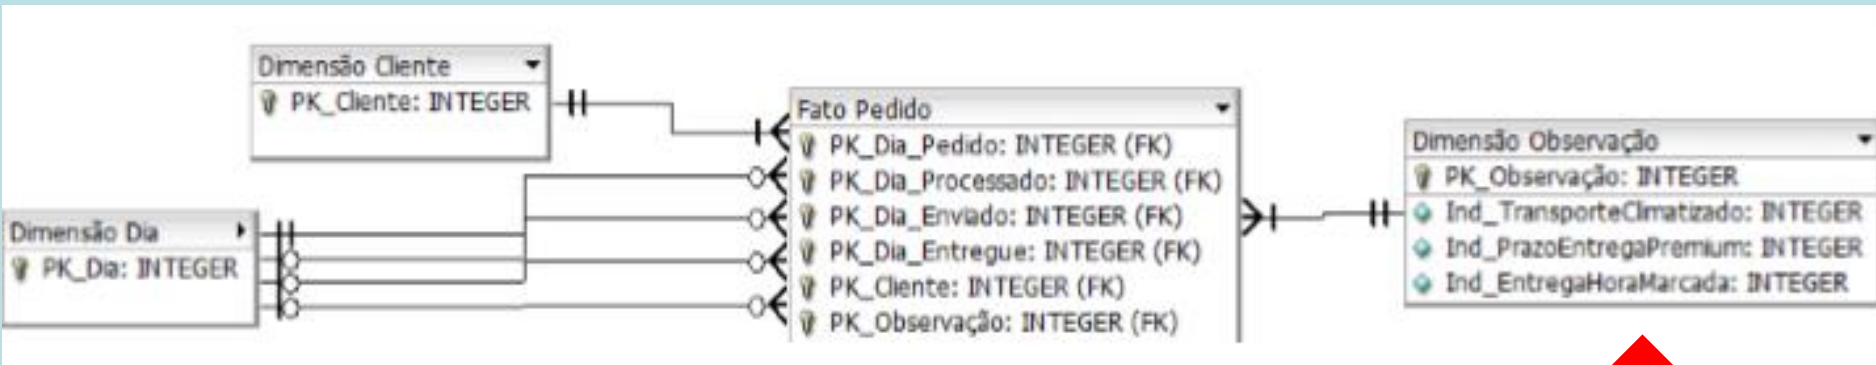 Dimensão Cliente
PK_Cliente: INTEGER
Dimensão Dia
PK_Dia: INTEGER
Fato Pedido
PK_Dia_Pedido: INTEGER (FK)
PK_Dia_Processado: INTEGER (FK)
PK_Dia_Enviado: INTEGER (FK)
PK_Dia_Entregue: INTEGER (FK)
PK_Cliente: INTEGER (FK)
PK_Observação: INTEGER (FK)
Dimensão Observação
PK_Observação: INTEGER
Ind_TransporteClimatizado: INTEGER
Ind_PrazoEntregaPremium: INTEGER
Ind_EntregaHoraMarcada: INTEGER